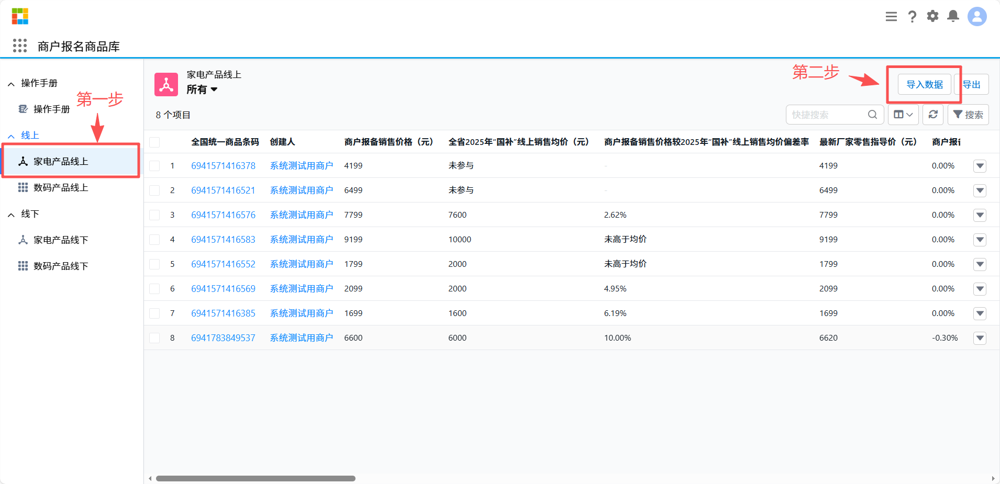 商户报名商品库
操作手册
操作手册
第一步
线上
家电产品线上
数码产品线上
线下
家电产品线下
数码产品线下
家电产品线上
所有
第二步
导入数据
导出
8 个项目
快捷搜索
搜索
全国统一商品条码 创建人 商户报备销售价格（元） 全省2025年“国补”线上销售均价（元） 商户报备销售价格较2025年“国补”线上销售均价偏差率 最新厂家零售指导价（元） 商户报
1 6941571416378 系统测试用商户 4199 未参与 - 4199 0.00%
2 6941571416521 系统测试用商户 6499 未参与 - 6499 0.00%
3 6941571416576 系统测试用商户 7799 7600 2.62% 7799 0.00%
4 6941571416583 系统测试用商户 9199 10000 未高于均价 9199 0.00%
5 6941571416552 系统测试用商户 1799 2000 未高于均价 1799 0.00%
6 6941571416569 系统测试用商户 2099 2000 4.95% 2099 0.00%
7 6941571416385 系统测试用商户 1699 1600 6.19% 1699 0.00%
8 6941783849537 系统测试用商户 6600 6000 10.00% 6620 -0.30%